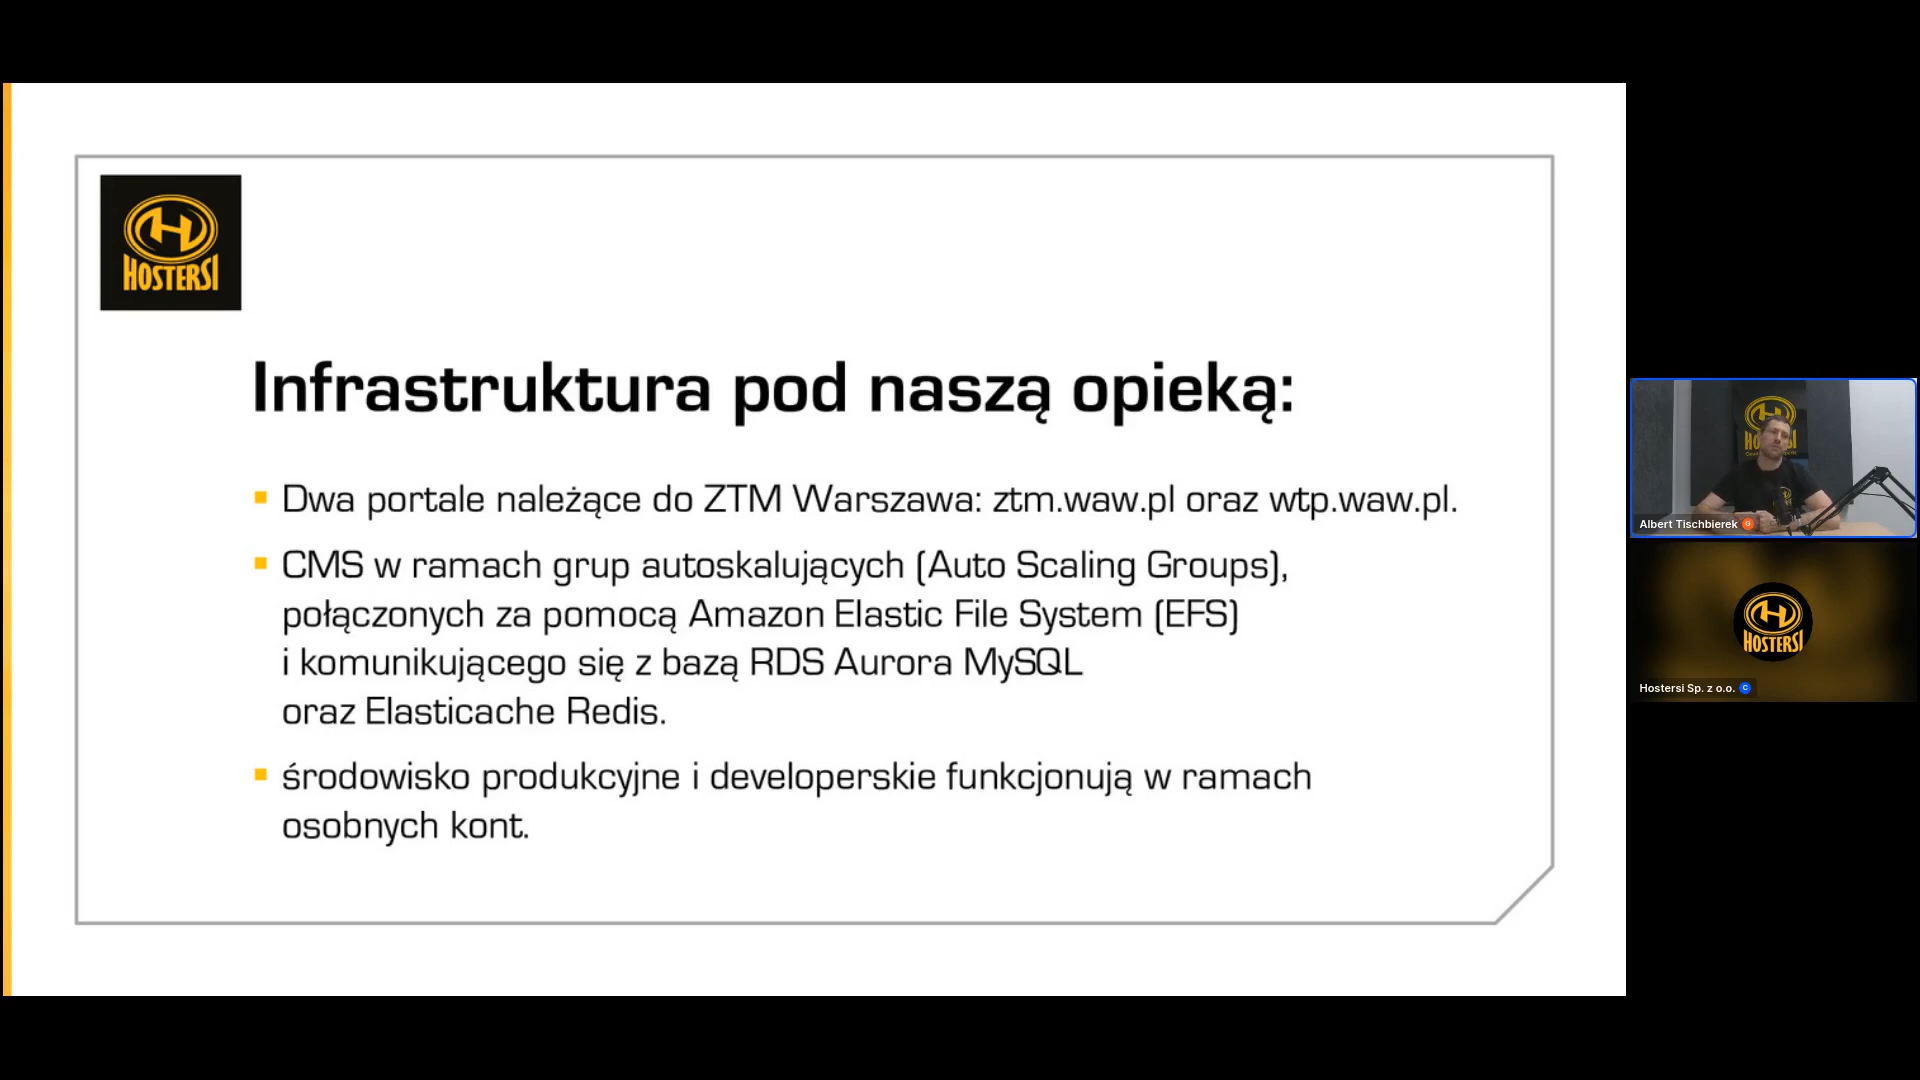 HOSTERSI
Infrastruktura pod naszą opieką:
Dwa portale należące do ZTM Warszawa: ztm.waw.pl oraz wtp.waw.pl.
CMS w ramach grup autoskalujących (Auto Scaling Groups),
połączonych za pomocą Amazon Elastic File System (EFS)
i komunikującego się z bazą RDS Aurora MySQL
oraz Elasticache Redis.
środowisko produkcyjne i developerskie funkcjonują w ramach
osobnych kont.
Albert Tischbierek G
HOSTERSI
Hostersi Sp. z o.o. C